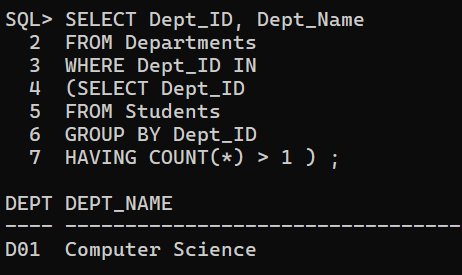 SQL> SELECT Dept_ID, Dept_Name
  2  FROM Departments
  3  WHERE Dept_ID IN
  4  (SELECT Dept_ID
  5  FROM Students
  6  GROUP BY Dept_ID
  7  HAVING COUNT(*) > 1 ) ;

DEPT DEPT_NAME
---- ---------------------------------
D01  Computer Science